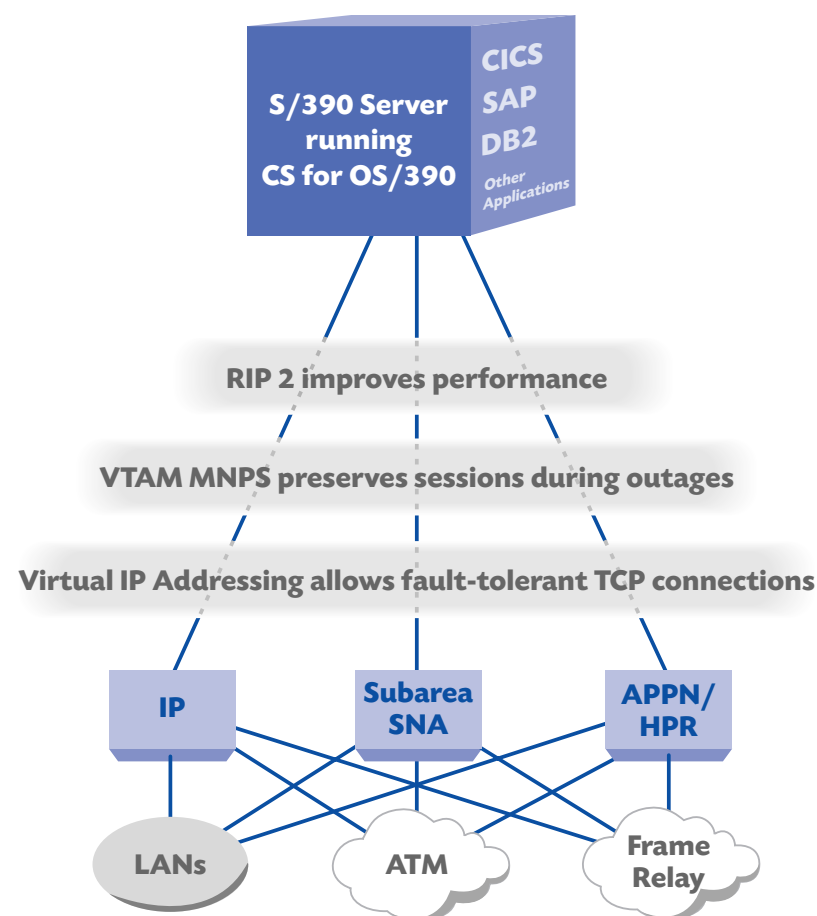 S/390 Server
running
CS for OS/390
CICS
SAP
DB2
Other
Applications
RIP 2 improves performance
VTAM MNPS preserves sessions during outages
Virtual IP Addressing allows fault-tolerant TCP connections
IP
Subarea
SNA
APPN/
HPR
LANs
ATM
Frame
Relay